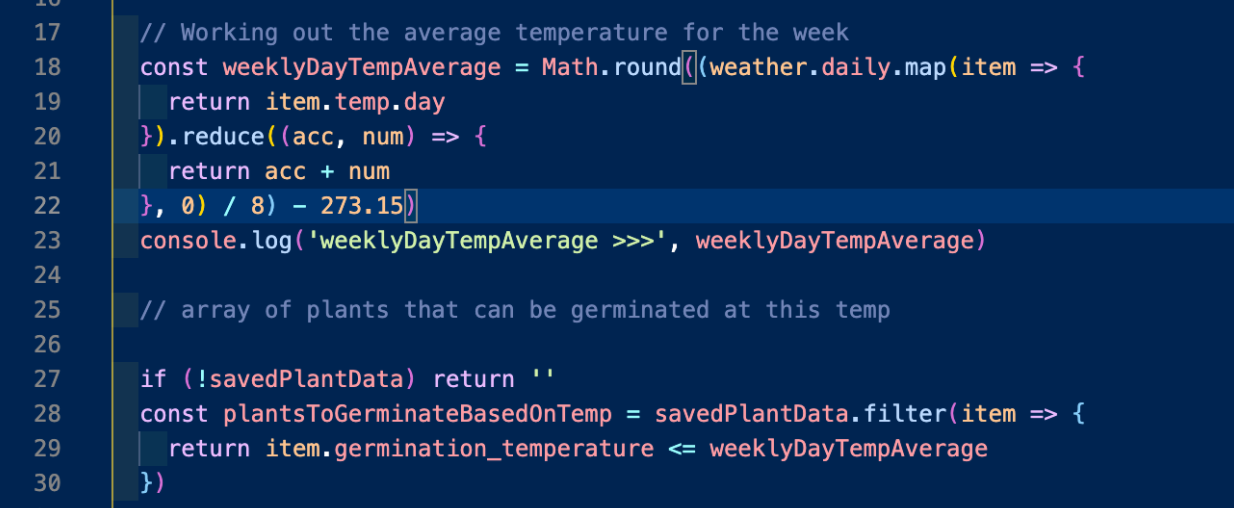 17 // Working out the average temperature for the week
18 const weeklyDayTempAverage = Math.round((weather.daily.map(item => {
19 return item.temp.day
20 }).reduce((acc, num) => {
21 return acc + num
22 }, 0) / 8) - 273.15)
23 console.log('weeklyDayTempAverage >>>', weeklyDayTempAverage)
24
25 // array of plants that can be germinated at this temp
26
27 if (!savedPlantData) return ''
28 const plantsToGerminateBasedOnTemp = savedPlantData.filter(item => {
29 return item.germination_temperature <= weeklyDayTempAverage
30 })